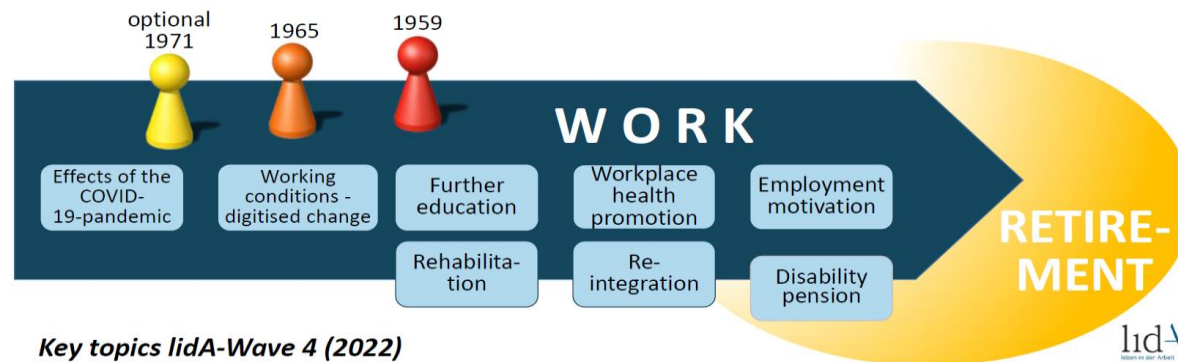 optional
1971
1965
1959
WORK
Effects of the
COVID-
19-pandemic
Working
conditions -
digitised change
Further
education
Workplace
health
promotion
Employment
motivation
Rehabilita-
tion
Re-
integration
Disability
pension
RETIRE-
MENT
Key topics lidA-Wave 4 (2022)
lidA
leben in der Arbeit